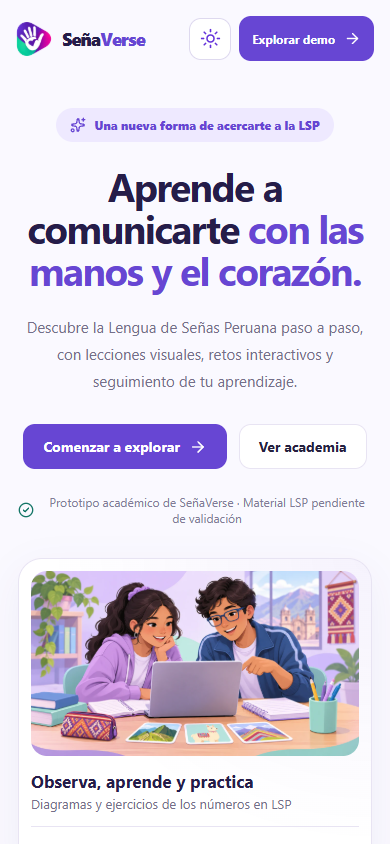 SeñaVerse
Explorar demo
Una nueva forma de acercarte a la LSP
Aprende a
comunicarte con las
manos y el corazón.
Descubre la Lengua de Señas Peruana paso a paso,
con lecciones visuales, retos interactivos y
seguimiento de tu aprendizaje.
Comenzar a explorar
Ver academia
Prototipo académico de SeñaVerse · Material LSP pendiente
de validación
Observa, aprende y practica
Diagramas y ejercicios de los números en LSP